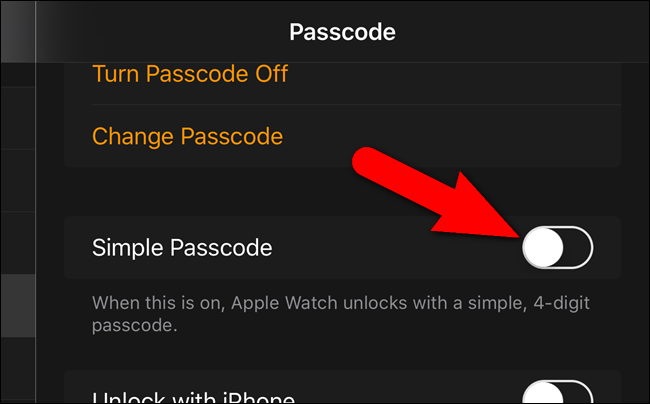 Passcode
Turn Passcode Off
Change Passcode
Simple Passcode
When this is on, Apple Watch unlocks with a simple, 4-digit
passcode.
Unlock with iPhone